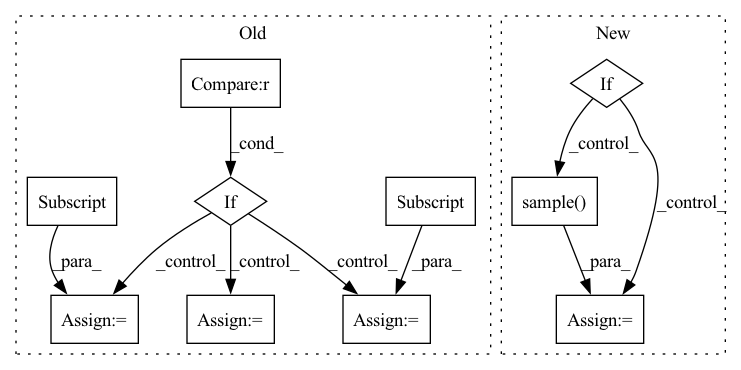 Old
New
Compare:r
If
_cond_
_control_
Subscript
If
Subscript
sample()
_control_
_para_
_control_
_control_
_control_
_para_
_para_
Assign:=
Assign:=
Assign:=
Assign:=